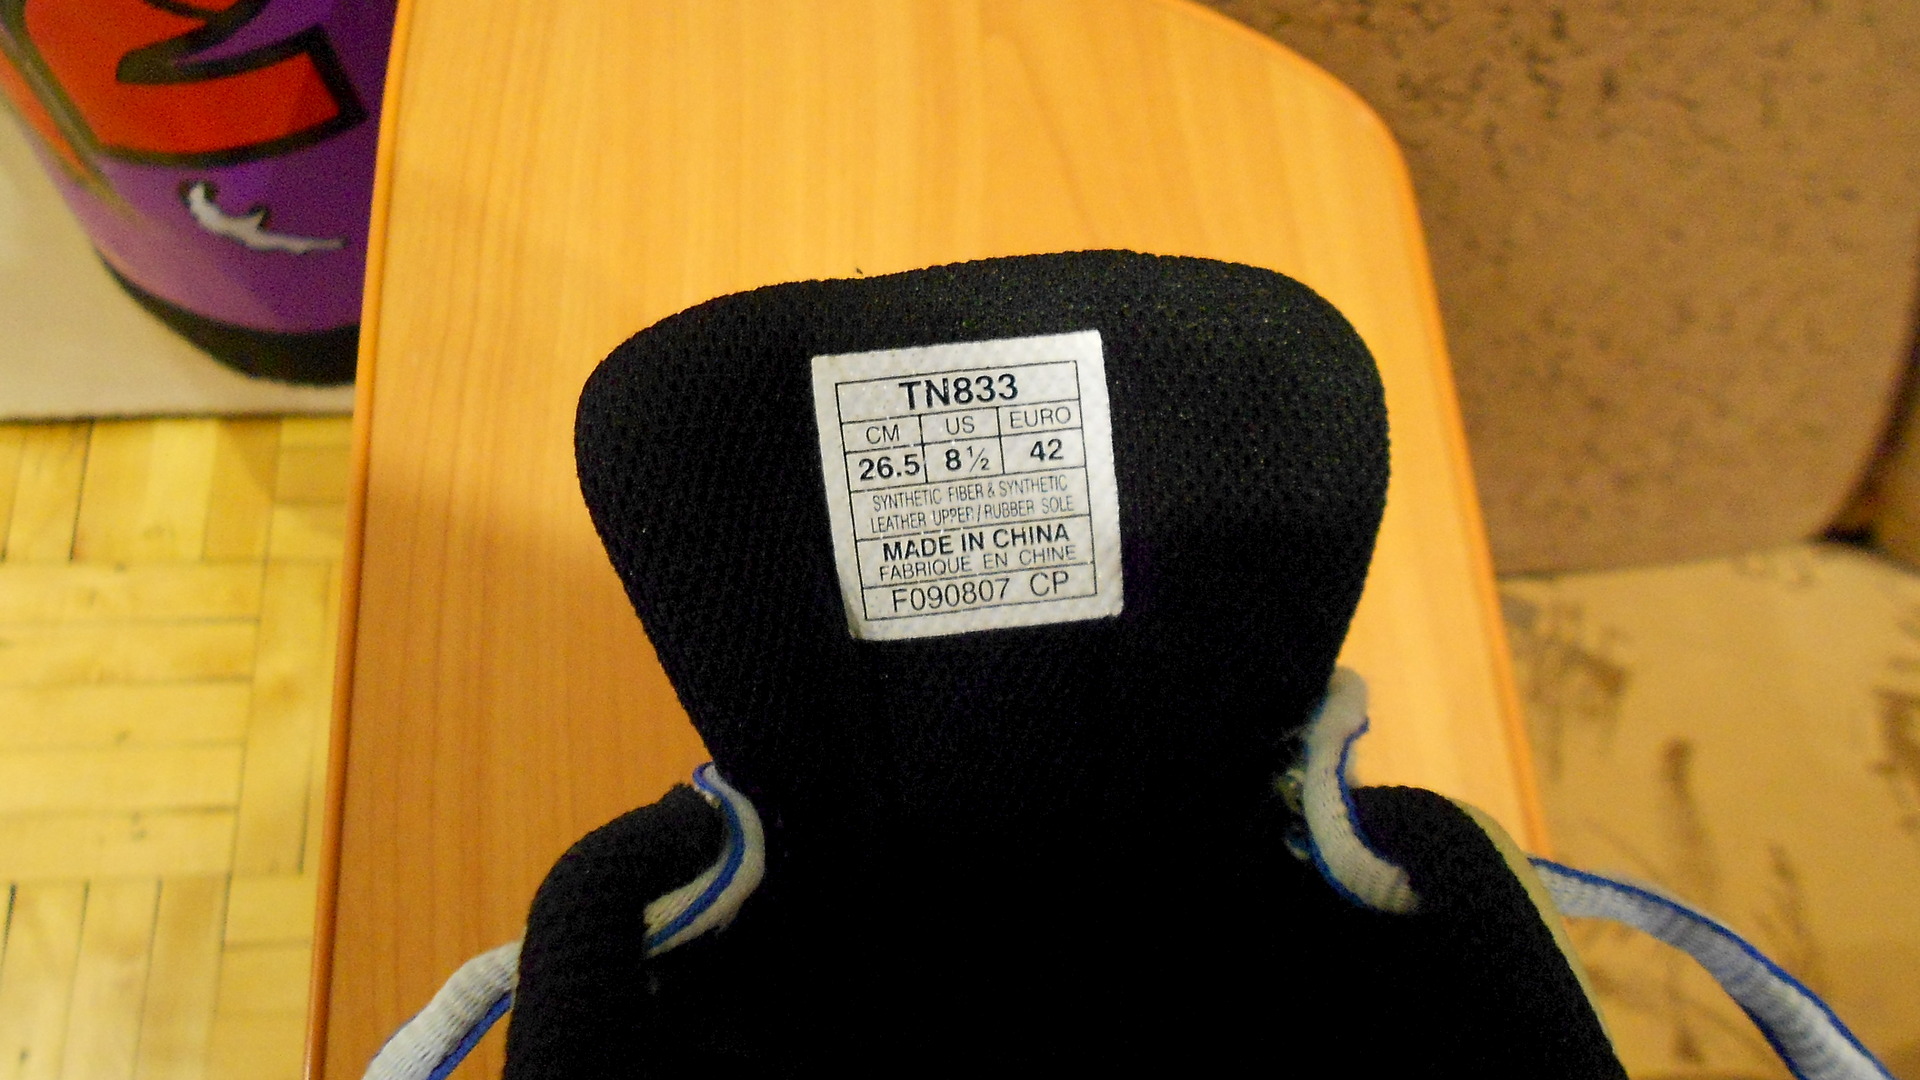 TN833
CM US EURO
26.5 8½ 42
SYNTHETIC FIBER & SYNTHETIC
LEATHER UPPER/RUBBER SOLE
MADE IN CHINA
FABRIQUE EN CHINE
F090807 CP